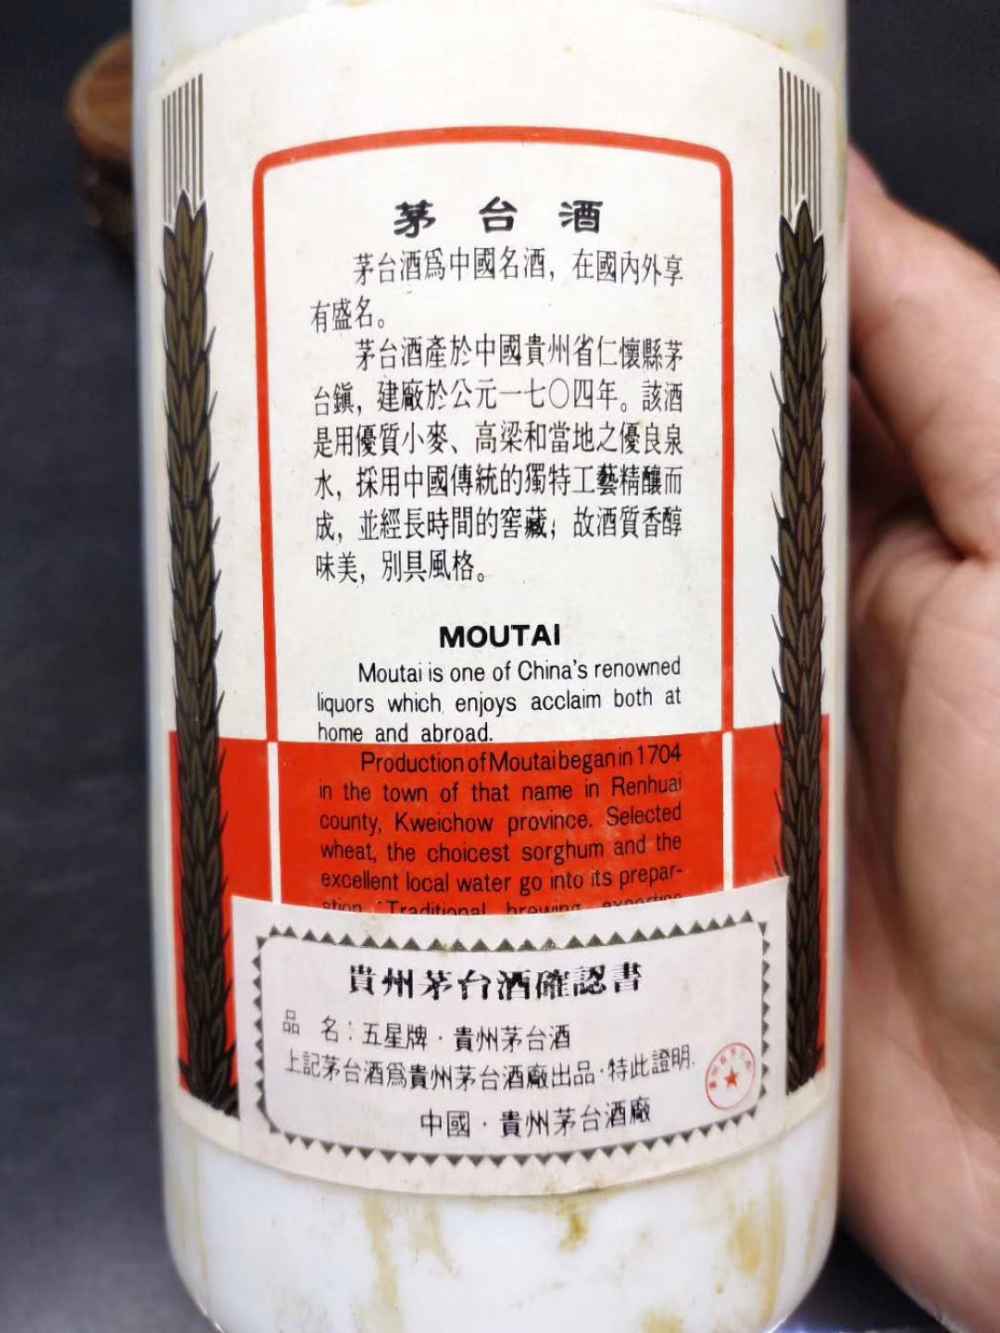 茅台酒
茅台酒爲中國名酒，在國內外享
有盛名。
茅台酒產於中國貴州省仁懷縣茅
台鎮，建廠於公元一七〇四年。該酒
是用優質小麥、高梁和當地之優良泉
水，採用中國傳統的獨特工藝精釀而
成，並經長時間的窖藏；故酒質香醇
味美，別具風格。
MOUTAI
Moutai is one of China's renowned
liquors which enjoys acclaim both at
home and abroad.
Production of Moutai began in 1704
in the town of that name in Renhuai
county, Kweichow province. Selected
wheat, the choicest sorghum and the
excellent local water go into its prepar-
ation. Traditional brewing expertise
貴州茅台酒確認書
品 名：五星牌·貴州茅台酒
上記茅台酒爲貴州茅台酒廠出品·特此證明.
中國·貴州茅台酒廠